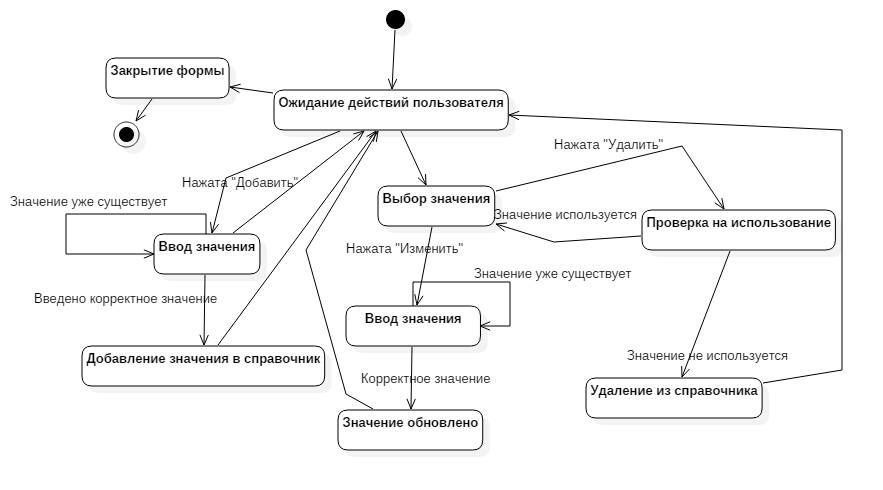 Закрытие формы
Ожидание действий пользователя
Нажата "Удалить"
Нажата "Добавить"
Выбор значения
Значение уже существует
Значение используется
Проверка на использование
Ввод значения
Нажата "Изменить"
Значение уже существует
Введено корректное значение
Ввод значения
Добавление значения в справочник
Значение не используется
Корректное значение
Удаление из справочника
Значение обновлено